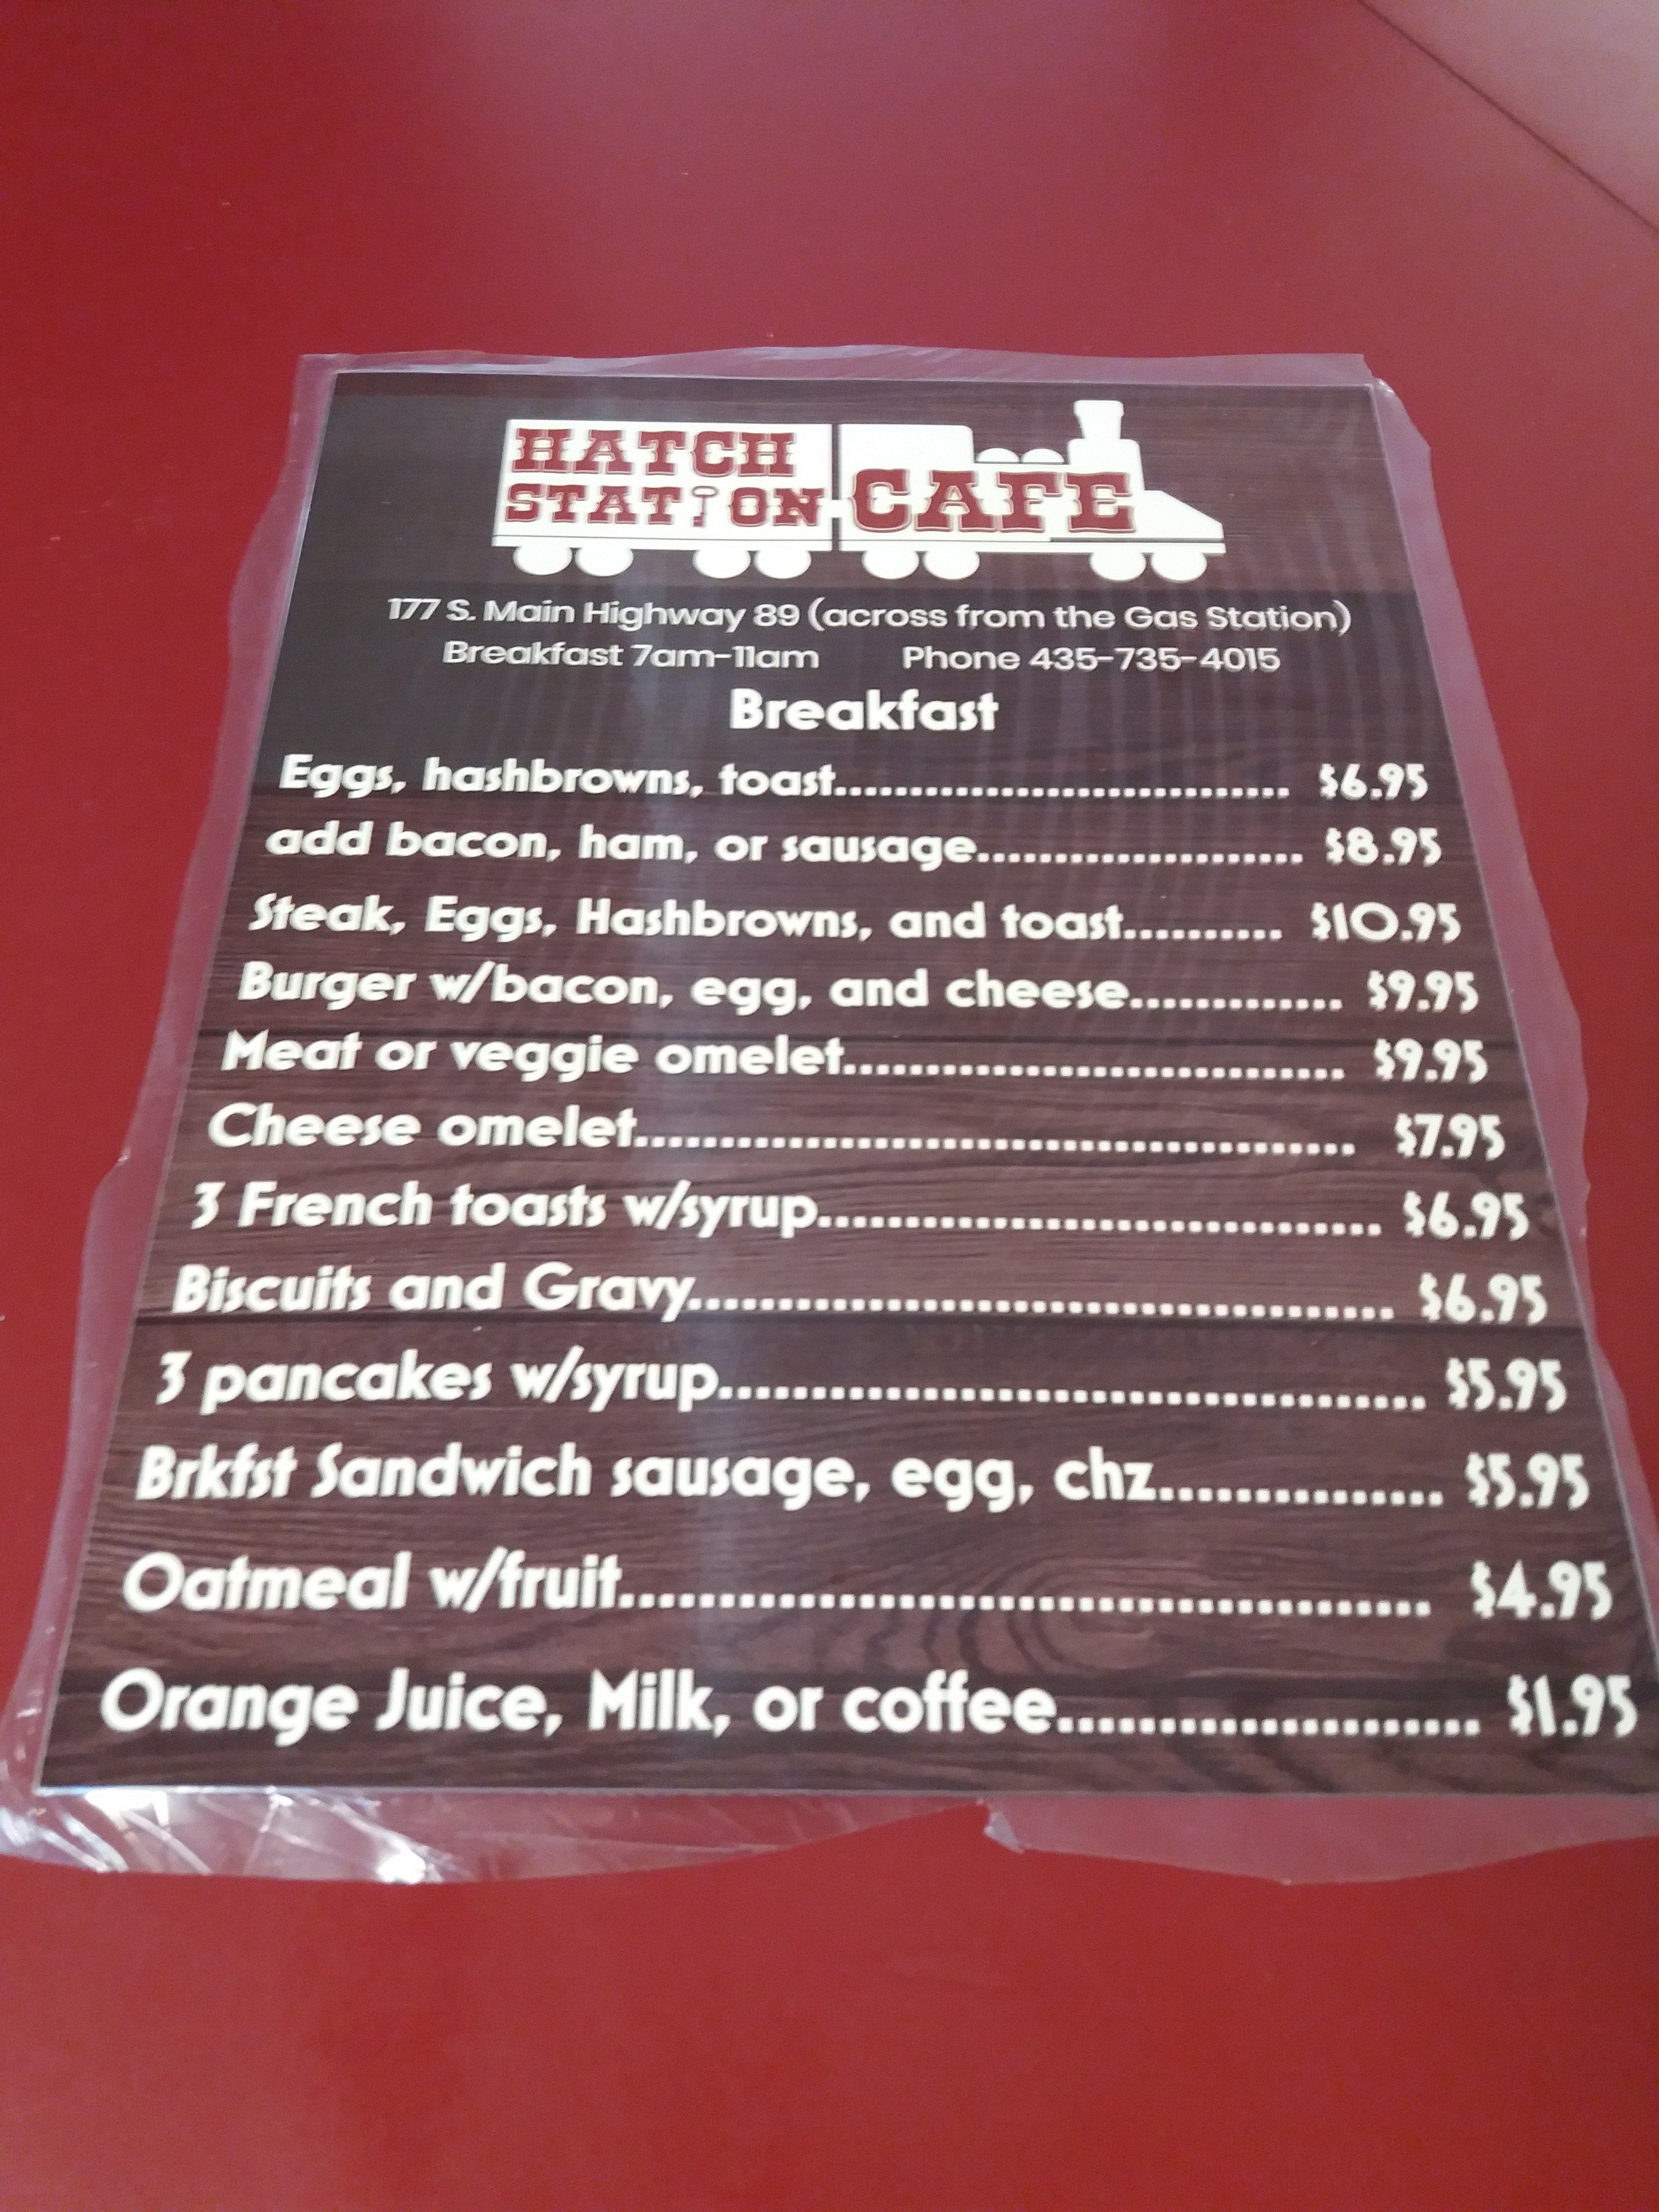 HATCH
STATION CAFE
177 S. Main Highway 89 (across from the Gas Station)
Breakfast 7am-11am Phone 435-735-4015
Breakfast
Eggs, hashbrowns, toast.............................. $6.95
add bacon, ham, or sausage..................... $8.95
Steak, Eggs, Hashbrowns, and toast.......... $10.95
Burger w/bacon, egg, and cheese............. $9.95
Meat or veggie omelet............................... $9.95
Cheese omelet........................................... $7.95
3 French toasts w/syrup................................. $6.95
Biscuits and Gravy........................................ $6.95
3 pancakes w/syrup....................................... $5.95
Brkfst Sandwich sausage, egg, chz............... $5.95
Oatmeal w/fruit........................................... $4.95
Orange Juice, Milk, or coffee..................... $1.95